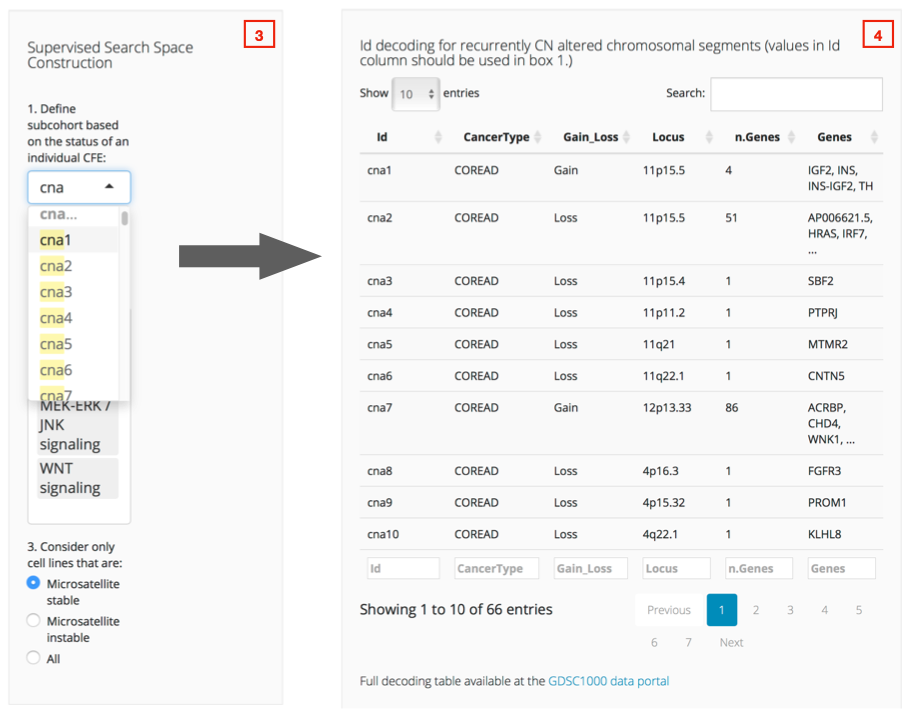 3
Supervised Search Space
Construction
1. Define
subcohort based
on the status of an
individual CFE:
cna
cna...
cna1
cna2
cna3
cna4
cna5
cna6
cna7
MEK-ERK /
JNK
signaling
WNT
signaling
3. Consider only
cell lines that are:
Microsatellite
stable
Microsatellite
instable
All
4
Id decoding for recurrently CN altered chromosomal segments (values in Id
column should be used in box 1.)
Show 10 entries Search:
Id CancerType Gain_Loss Locus n.Genes Genes
cna1 COREAD Gain 11p15.5 4 IGF2, INS,
INS-IGF2, TH
cna2 COREAD Loss 11p15.5 51 AP006621.5,
HRAS, IRF7,
...
cna3 COREAD Loss 11p15.4 1 SBF2
cna4 COREAD Loss 11p11.2 1 PTPRJ
cna5 COREAD Loss 11q21 1 MTMR2
cna6 COREAD Loss 11q22.1 1 CNTN5
cna7 COREAD Gain 12p13.33 86 ACRBP,
CHD4,
WNK1, ...
cna8 COREAD Loss 4p16.3 1 FGFR3
cna9 COREAD Loss 4p15.32 1 PROM1
cna10 COREAD Loss 4q22.1 1 KLHL8
Id CancerType Gain_Loss Locus n.Genes Genes
Showing 1 to 10 of 66 entries Previous 1 2 3 4 5
6 7 Next
Full decoding table available at the GDSC1000 data portal